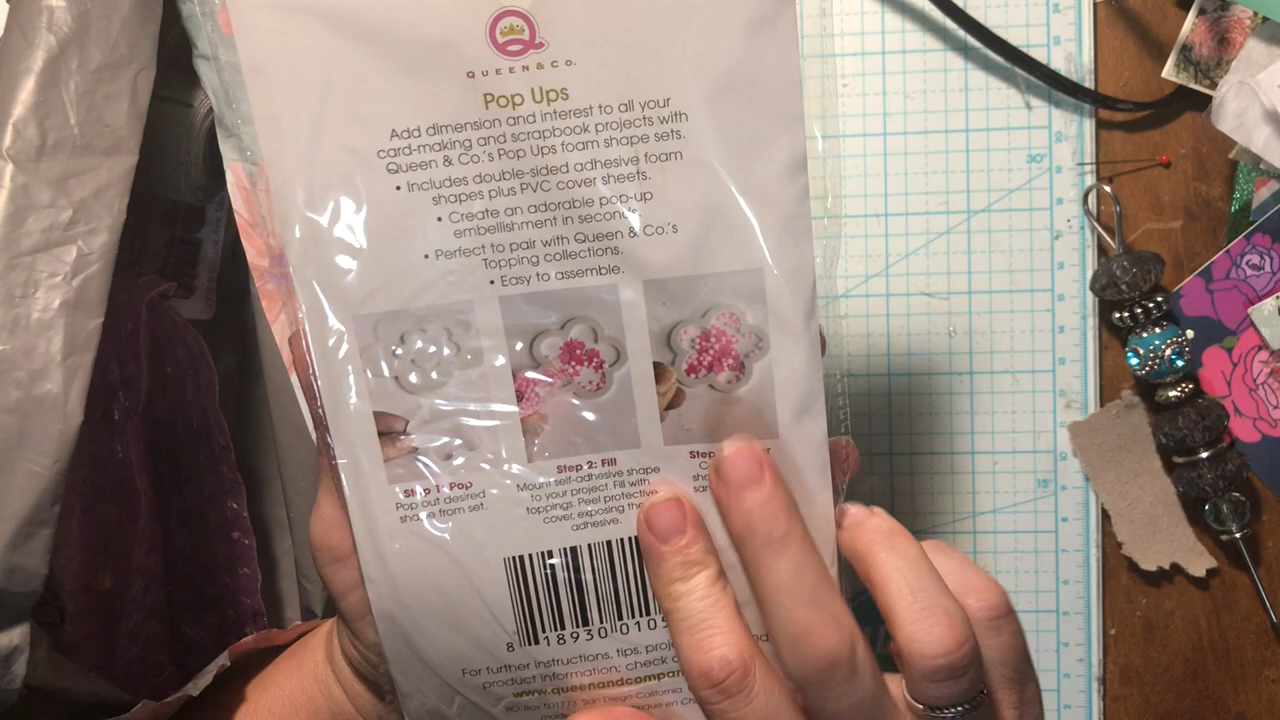 QUEEN&CO.
Pop Ups
Add dimension and interest to all your
card-making and scrapbook projects with
Queen & Co.'s Pop Ups foam shape sets.
• Includes double-sided adhesive foam
shapes plus PVC cover sheets.
• Create an adorable pop-up
embellishment in seconds.
• Perfect to pair with Queen & Co.'s
Topping collections.
• Easy to assemble.
Step 1: Pop
Pop out desired
shape from set.
Step 2: Fill
Mount self-adhesive shape
to your project. Fill with
toppings. Peel protective
cover, exposing the
adhesive.
Step
8 18930 010
For further instructions, tips,
product information; check
www.queenandcompan
P.O. Box 501773 San Diego California
30°
15°